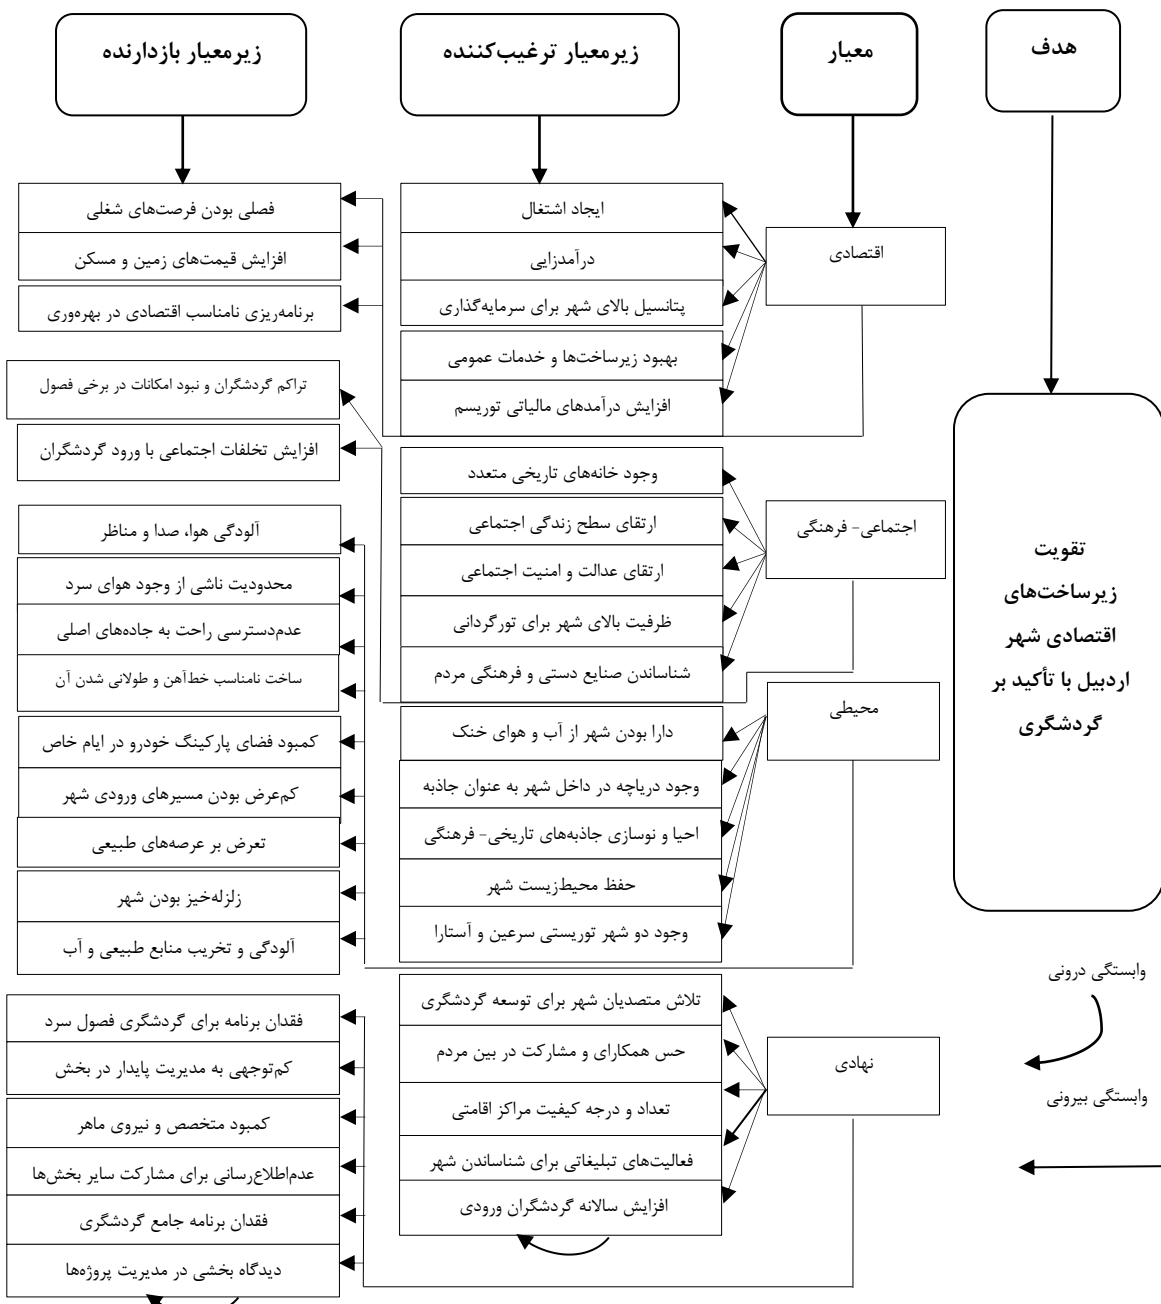 هدف
معیار
زیرمعیار ترغیب‌کننده
زیرمعیار بازدارنده
تقویت
زیرساخت‌های
اقتصادی شهر
اردبیل با تأکید بر
گردشگری
وابستگی درونی
وابستگی بیرونی
اقتصادی
ایجاد اشتغال
درآمدزایی
پتانسیل بالای شهر برای سرمایه‌گذاری
بهبود زیرساخت‌ها و خدمات عمومی
افزایش درآمدهای مالیاتی توریسم
فصلی بودن فرصت‌های شغلی
افزایش قیمت‌های زمین و مسکن
برنامه‌ریزی نامناسب اقتصادی در بهره‌وری
اجتماعی- فرهنگی
وجود خانه‌های تاریخی متعدد
ارتقای سطح زندگی اجتماعی
ارتقای عدالت و امنیت اجتماعی
ظرفیت بالای شهر برای تورگردانی
شناساندن صنایع دستی و فرهنگی مردم
تراکم گردشگران و نبود امکانات در برخی فصول
افزایش تخلفات اجتماعی با ورود گردشگران
محیطی
دارا بودن شهر از آب و هوای خنک
وجود دریاچه در داخل شهر به عنوان جاذبه
احیا و نوسازی جاذبه‌های تاریخی- فرهنگی
حفظ محیط‌زیست شهر
وجود دو شهر توریستی سرعین و آستارا
آلودگی هوا، صدا و مناظر
محدودیت ناشی از وجود هوای سرد
عدم‌دسترسی راحت به جاده‌های اصلی
ساخت نامناسب خط‌آهن و طولانی شدن آن
کمبود فضای پارکینگ خودرو در ایام خاص
کم‌عرض بودن مسیرهای ورودی شهر
تعرض بر عرصه‌های طبیعی
زلزله‌خیز بودن شهر
آلودگی و تخریب منابع طبیعی و آب
نهادی
تلاش متصدیان شهر برای توسعه گردشگری
حس همکارای و مشارکت در بین مردم
تعداد و درجه کیفیت مراکز اقامتی
فعالیت‌های تبلیغاتی برای شناساندن شهر
افزایش سالانه گردشگران ورودی
فقدان برنامه برای گردشگری فصول سرد
کم‌توجهی به مدیریت پایدار در بخش
کمبود متخصص و نیروی ماهر
عدم‌اطلاع‌رسانی برای مشارکت سایر بخش‌ها
فقدان برنامه جامع گردشگری
دیدگاه بخشی در مدیریت پروژه‌ها